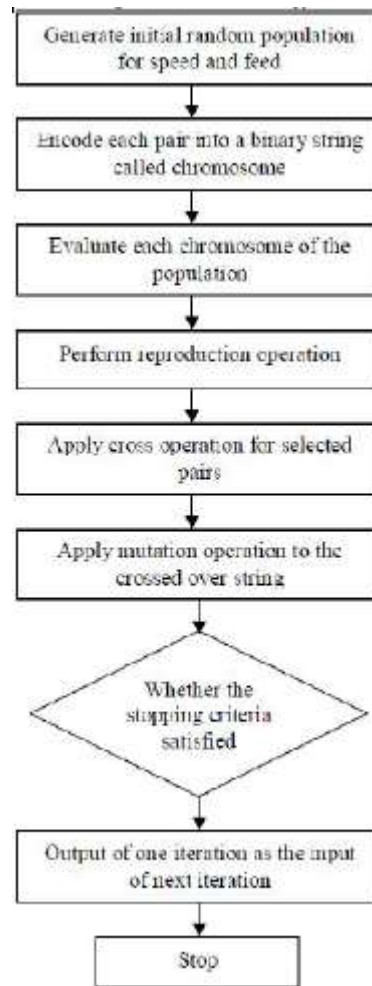 Generate initial random population
for speed and feed
Encode each pair into a binary string
called chromosome
Evaluate each chromosome of the
population
Perform reproduction operation
Apply cross operation for selected
pairs
Apply mutation operation to the
crossed over string
Whether the
stopping criteria
satisfied
Output of one iteration as the input
of next iteration
Stop